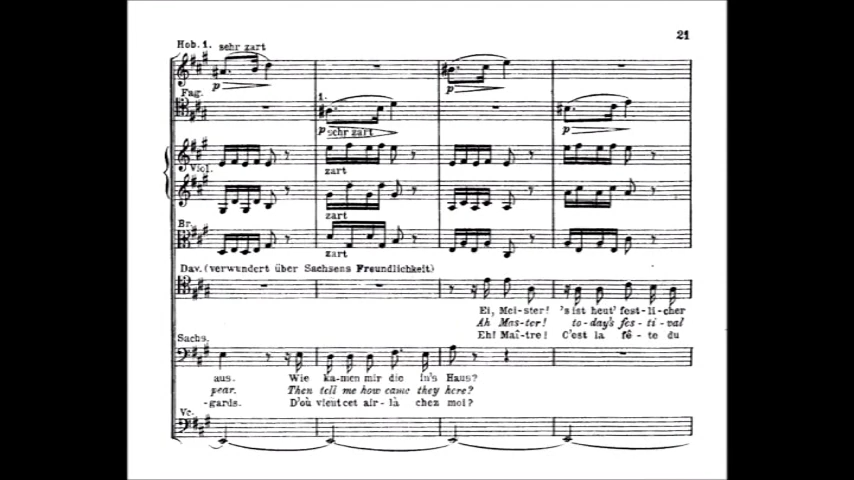 21
Hob. 1. sehr zart
p
p
Fag.
1.
p sehr zart
p
Viol.
zart
zart
Br.
zart
Dav. (verwundert über Sachsens Freundlichkeit)
Ei, Mei-ster! 's ist heut' fest-li-cher
Ah Mas-ter! to-day's fes-ti-val
Eh! Maî-tre! C'est la fê-te du
Sachs.
aus. Wie ka-men mir die in's Haus?
pear. Then tell me how came they here?
-gards. D'où vient cet air-là chez moi?
Vc.